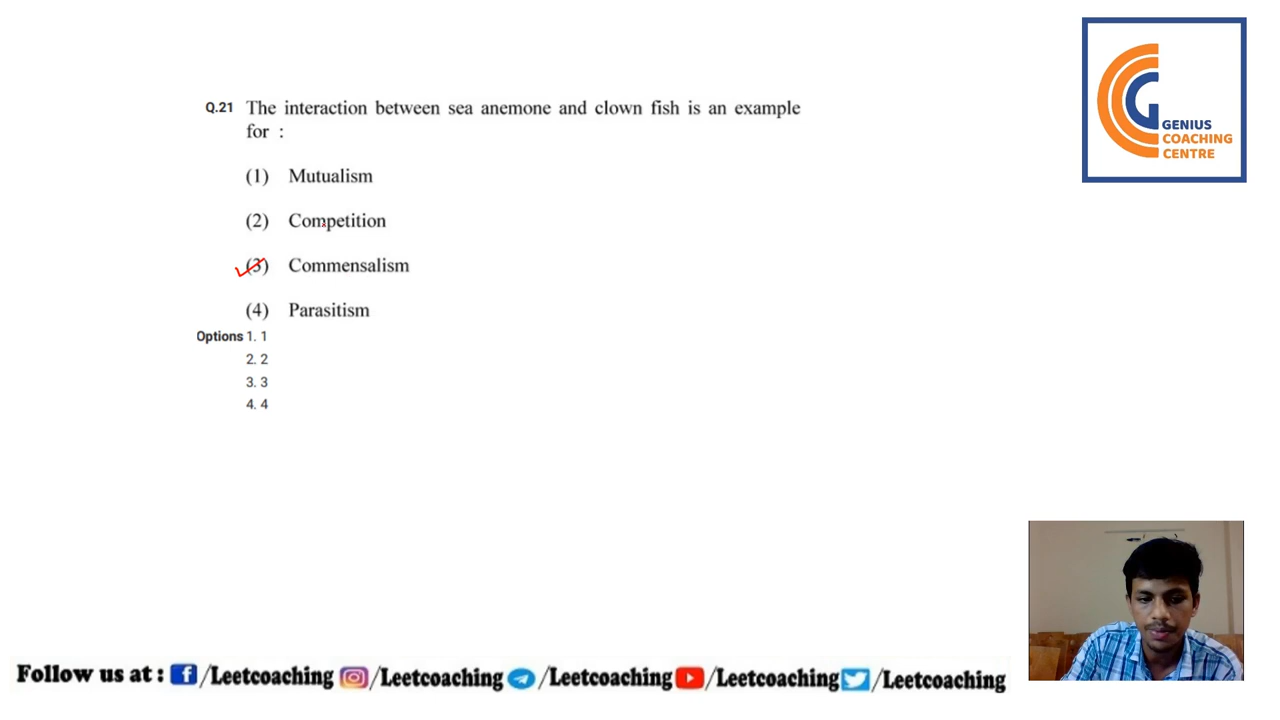 Q.21 The interaction between sea anemone and clown fish is an example
for :
(1) Mutualism
(2) Competition
(3) Commensalism
(4) Parasitism
Options 1. 1
2. 2
3. 3
4. 4
G GENIUS
COACHING
CENTRE
Follow us at : /Leetcoaching /Leetcoaching /Leetcoaching /Leetcoaching /Leetcoaching